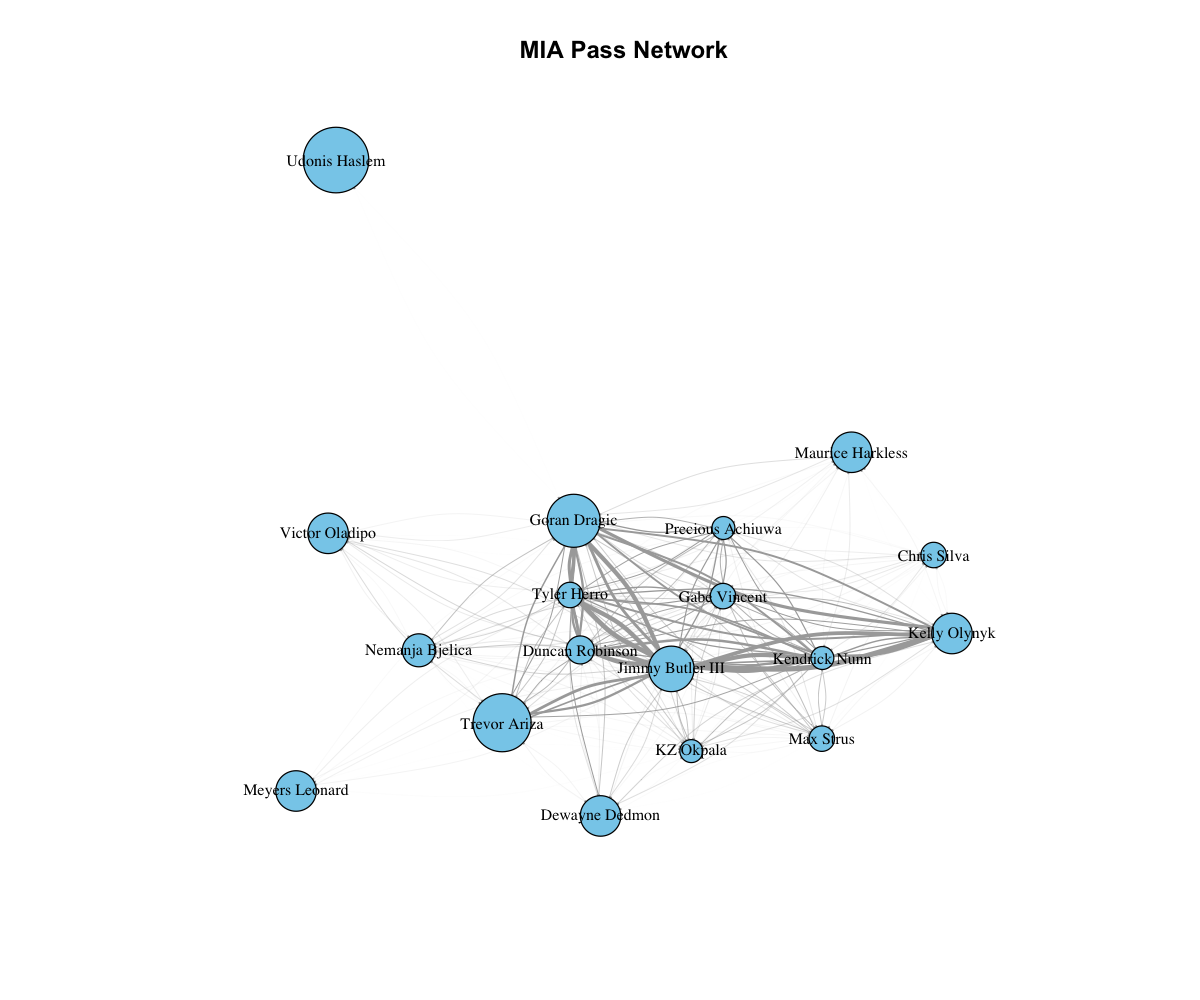 MIA Pass Network
Udonis Haslem
Maurice Harkless
Goran Dragic
Precious Achiuwa
Victor Oladipo
Chris Silva
Tyler Herro
Gabe Vincent
Kelly Olynyk
Nemanja Bjelica
Duncan Robinson
Jimmy Butler III
Kendrick Nunn
Trevor Ariza
KZ Okpala
Max Strus
Meyers Leonard
Dewayne Dedmon